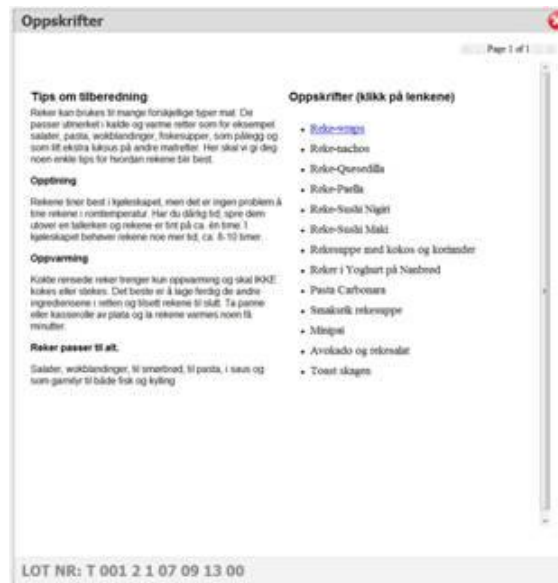 Oppskrifter
Page 1 of 1
Tips om tilberedning
Reker kan brukes til mange forskjellige typer mat. De
passer utmerket i kalde og varme retter som for eksempel
salater, pasta, wokblandinger, fiskesupper, som pålegg og
som litt ekstra luksus på andre matretter. Her skal vi gi deg
noen enkle tips for hvordan rekene blir best.
Opptining
Rekene tiner best i kjøleskapet, men det er ingen problem å
tine rekene i romtemperatur. Har du dårlig tid, spre dem
utover en tallerken og rekene er tint på ca. én time. I
kjøleskapet behøver rekene noe mer tid, ca. 8-10 timer.
Oppvarming
Kokte rensede reker trenger kun oppvarming og skal IKKE
kokes eller stekes. Det beste er å lage ferdig de andre
ingrediensene i retten og tilsett rekene til slutt. Ta panne
eller kasserolle av plata og la rekene varmes noen få
minutter.
Reker passer til alt.
Salater, wokblandinger, til smørbrød, til pasta, i saus og
som garnityr til både fisk og kylling
Oppskrifter (klikk på lenkene)
Reke-wraps
Reke-nachos
Reke-Quesedilla
Reke-Paella
Reke-Sushi Nigiri
Reke-Sushi Maki
Rekesuppe med kokos og koriander
Reker i Yoghurt på Nanbrød
Pasta Carbonara
Smaksrik rekesuppe
Minipai
Avokado og rekesalat
Toast skagen
LOT NR: T 001 2 1 07 09 13 00